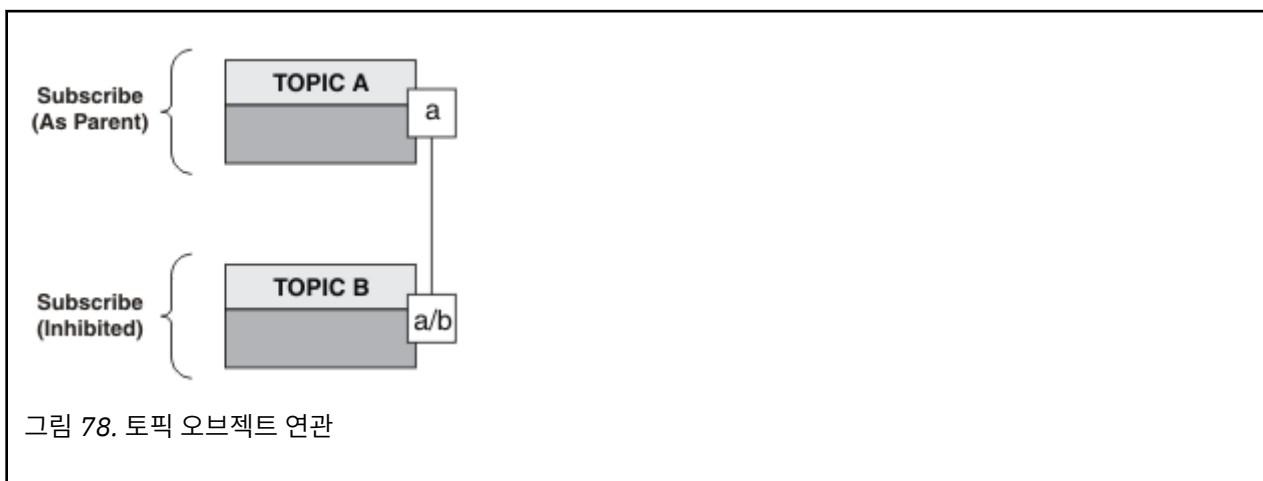 Subscribe
(As Parent)
TOPIC A
a
Subscribe
(Inhibited)
TOPIC B
a/b
그림 78. 토픽 오브젝트 연관